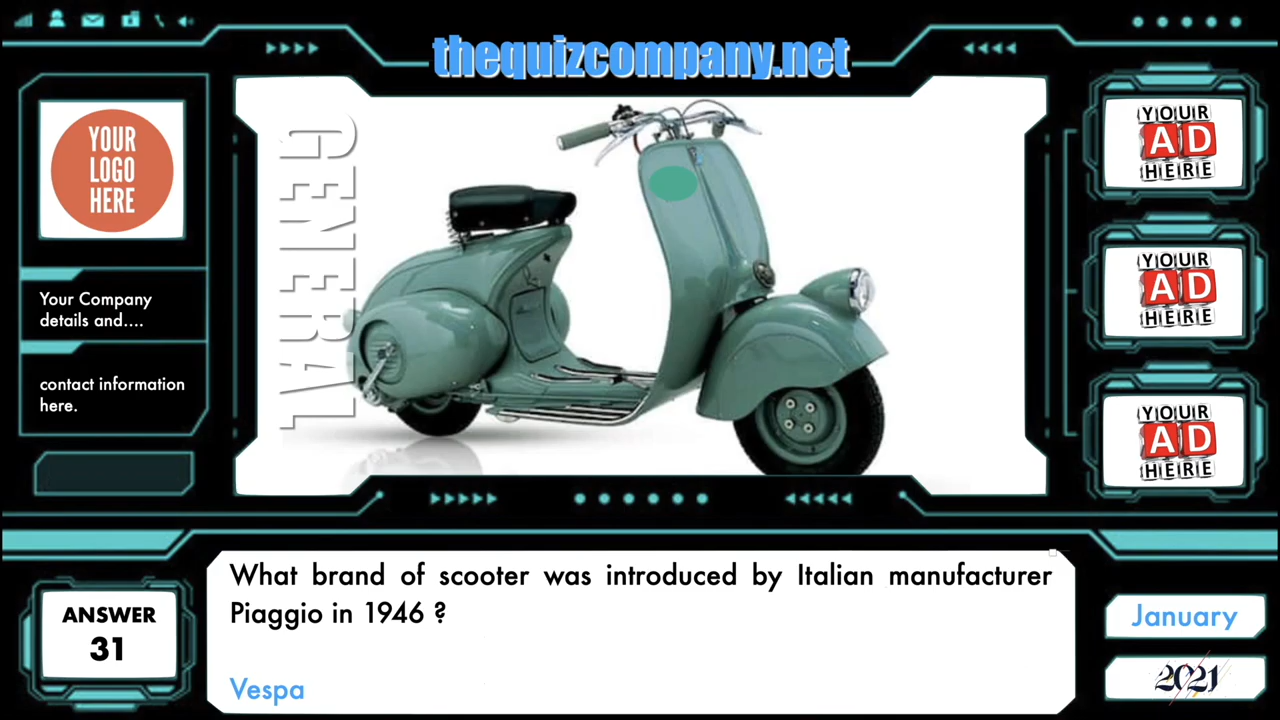 thequizcompany.net
YOUR
LOGO
HERE
Your Company
details and....
contact information
here.
GENERAL
YOUR
AD
HERE
YOUR
AD
HERE
YOUR
AD
HERE
ANSWER
31
What brand of scooter was introduced by Italian manufacturer
Piaggio in 1946 ?
Vespa
January
2021